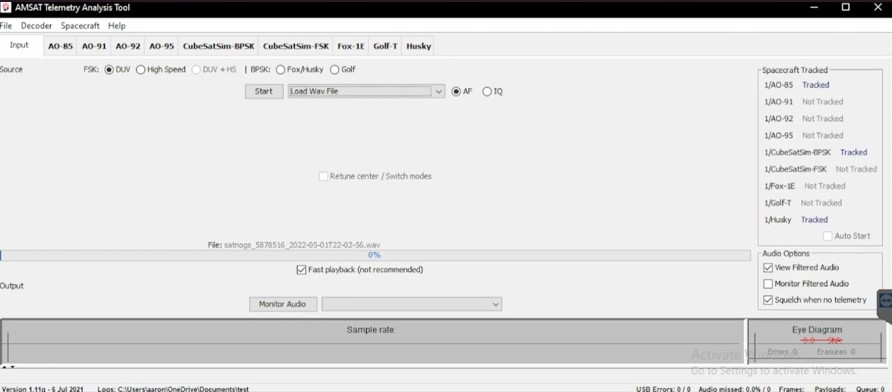 AMSAT Telemetry Analysis Tool
File Decoder Spacecraft Help
Input AO-85 AO-91 AO-92 AO-95 CubeSatSim-BPSK CubeSatSim-FSK Fox-1E Golf-T Husky
Source FSK: DUV High Speed DUV + HS | BPSK: Fox/Husky Golf
Start Load Wav File AF IQ
Retune center / Switch modes
File: satnogs_5878516_2022-05-01T22-02-56.wav
0%
Fast playback (not recommended)
Output
Monitor Audio
Spacecraft Tracked
1/AO-85 Tracked
1/AO-91 Not Tracked
1/AO-92 Not Tracked
1/AO-95 Not Tracked
1/CubeSatSim-BPSK Tracked
1/CubeSatSim-FSK Not Tracked
1/Fox-1E Not Tracked
1/Golf-T Not Tracked
1/Husky Tracked
Auto Start
Audio Options
View Filtered Audio
Monitor Filtered Audio
Squelch when no telemetry
Sample rate:
Eye Diagram
0.0 SNR
Errors 0 Erasures 0
Activate Windows
Go to Settings to activate Windows.
Version 1.11g - 6 Jul 2021 Logs: C:\Users\aaron\OneDrive\Documents\test USB Errors: 0 / 0 Audio missed: 0.0% / 0 Frames: Payloads: Queue: 0